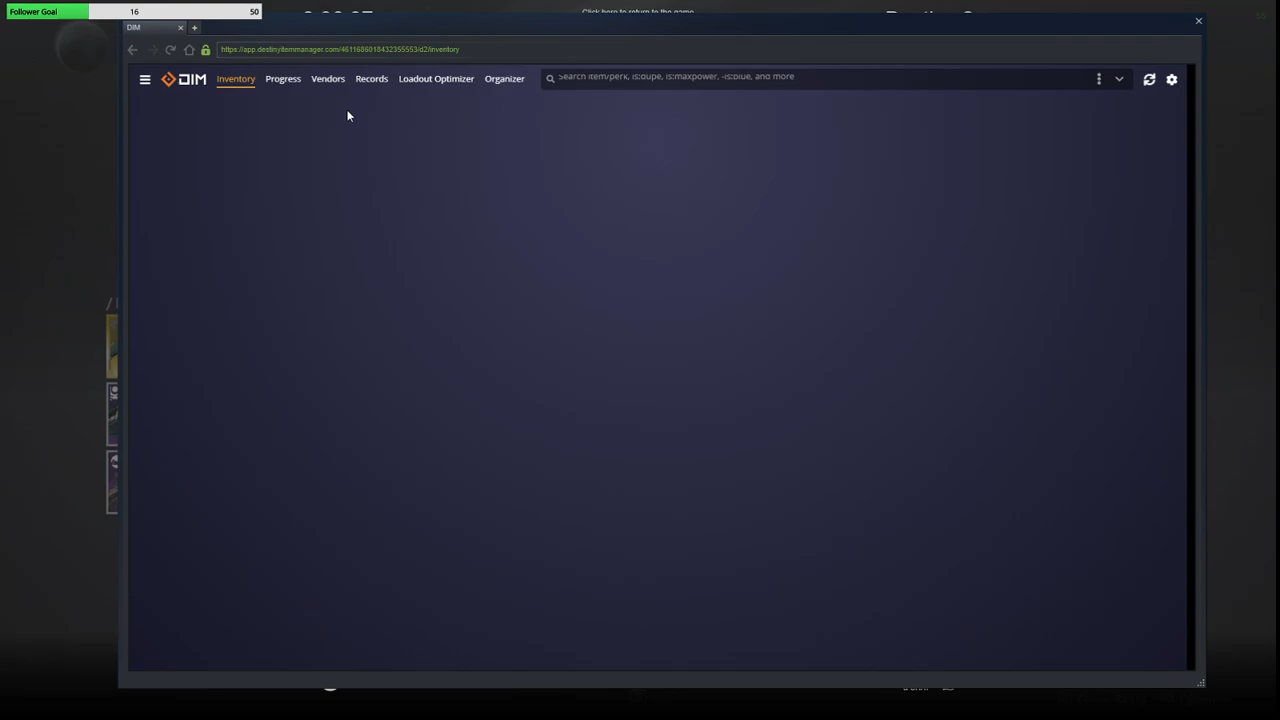 Follower Goal 16 50
Click here to return to the game
DIM
https://app.destinyitemmanager.com/4611686018432355553/d2/inventory
DIM Inventory Progress Vendors Records Loadout Optimizer Organizer Search item/perk, is:dupe, is:maxpower, -is:blue, and more